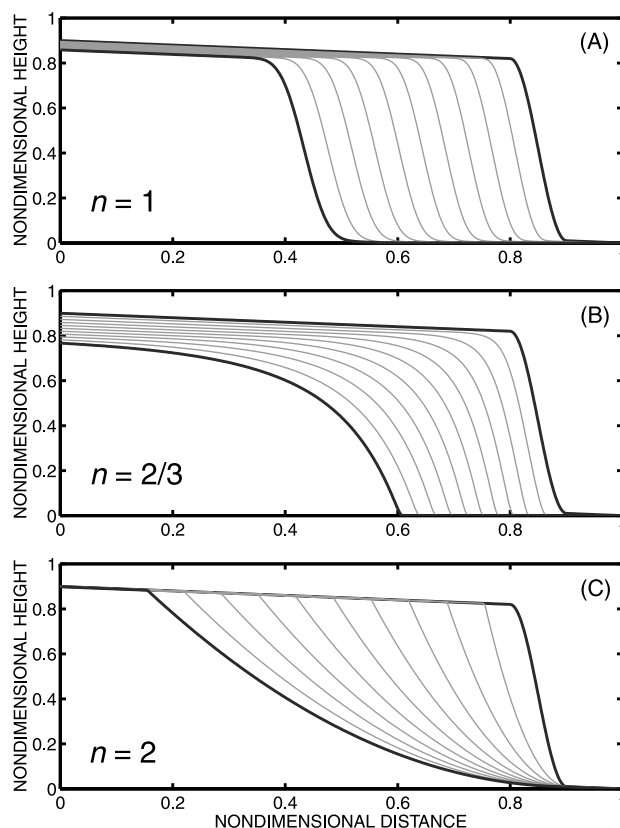 (A)
NONDIMENSIONAL HEIGHT
1
0.8
0.6
0.4
0.2
0
n = 1
0 0.2 0.4 0.6 0.8 1
(B)
NONDIMENSIONAL HEIGHT
1
0.8
0.6
0.4
0.2
0
n = 2/3
0 0.2 0.4 0.6 0.8 1
(C)
NONDIMENSIONAL HEIGHT
1
0.8
0.6
0.4
0.2
0
n = 2
0 0.2 0.4 0.6 0.8 1
NONDIMENSIONAL DISTANCE